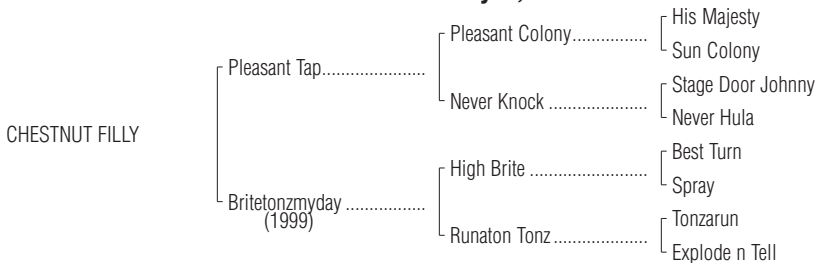 His Majesty
Pleasant Colony................
Sun Colony
Pleasant Tap......................
Stage Door Johnny
Never Knock .....................
Never Hula
CHESTNUT FILLY
Best Turn
High Brite .........................
Spray
Britetonzmyday .................
(1999)
Tonzarun
Runaton Tonz....................
Explode n Tell